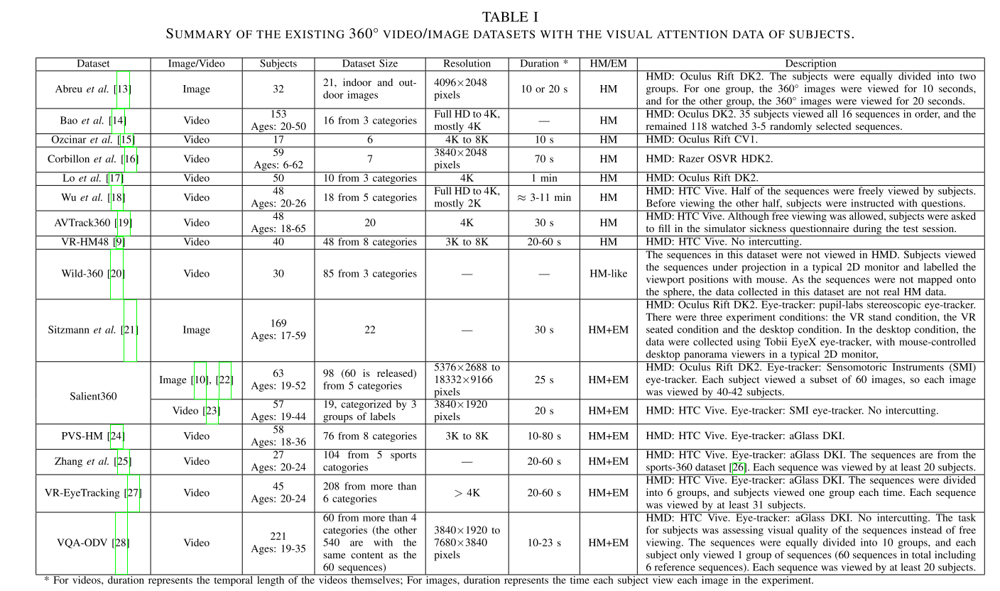 TABLE I
SUMMARY OF THE EXISTING 360° VIDEO/IMAGE DATASETS WITH THE VISUAL ATTENTION DATA OF SUBJECTS.
Dataset Image/Video Subjects Dataset Size Resolution Duration * HM/EM Description
Abreu et al. [13] Image 32
21, indoor and out-
door images
4096×2048
pixels
10 or 20 s HM
HMD: Oculus Rift DK2. The subjects were equally divided into two
groups. For one group, the 360° images were viewed for 10 seconds,
and for the other group, the 360° images were viewed for 20 seconds.
Bao et al. [14] Video
153
Ages: 20-50
16 from 3 categories
Full HD to 4K,
mostly 4K
— HM
HMD: Oculus DK2. 35 subjects viewed all 16 sequences in order, and the
remained 118 watched 3-5 randomly selected sequences.
Ozcinar et al. [15] Video 17 6 4K to 8K 10 s HM HMD: Oculus Rift CV1.
Corbillon et al. [16] Video
59
Ages: 6-62
7
3840×2048
pixels
70 s HM HMD: Razer OSVR HDK2.
Lo et al. [17] Video 50 10 from 3 categories 4K 1 min HM HMD: Oculus Rift DK2.
Wu et al. [18] Video
48
Ages: 20-26
18 from 5 categories
Full HD to 4K,
mostly 2K
≈ 3-11 min HM
HMD: HTC Vive. Half of the sequences were freely viewed by subjects.
Before viewing the other half, subjects were instructed with questions.
AVTrack360 [19] Video
48
Ages: 18-65
20 4K 30 s HM
HMD: HTC Vive. Although free viewing was allowed, subjects were asked
to fill in the simulator sickness questionnaire during the test session.
VR-HM48 [9] Video 40 48 from 8 categories 3K to 8K 20-60 s HM HMD: HTC Vive. No intercutting.
Wild-360 [20] Video 30 85 from 3 categories — — HM-like
The sequences in this dataset were not viewed in HMD. Subjects viewed
the sequences under projection in a typical 2D monitor and labelled the
viewport positions with mouse. As the sequences were not mapped onto
the sphere, the data collected in this dataset are not real HM data.
Sitzmann et al. [21] Image
169
Ages: 17-59
22 — 30 s HM+EM
HMD: Oculus Rift DK2. Eye-tracker: pupil-labs stereoscopic eye-tracker.
There were three experiment conditions: the VR stand condition, the VR
seated condition and the desktop condition. In the desktop condition, the
data were collected using Tobii EyeX eye-tracker, with mouse-controlled
desktop panorama viewers in a typical 2D monitor,
Salient360
Image [10], [22]
63
Ages: 19-52
98 (60 is released)
from 5 categories
5376×2688 to
18332×9166
pixels
25 s HM+EM
HMD: Oculus Rift DK2. Eye-tracker: Sensomotoric Instruments (SMI)
eye-tracker. Each subject viewed a subset of 60 images, so each image
was viewed by 40-42 subjects.
Video [23]
57
Ages: 19-44
19, categorized by 3
groups of labels
3840×1920
pixels
20 s HM+EM HMD: HTC Vive. Eye-tracker: SMI eye-tracker. No intercutting.
PVS-HM [24] Video
58
Ages: 18-36
76 from 8 categories 3K to 8K 10-80 s HM+EM HMD: HTC Vive. Eye-tracker: aGlass DKI.
Zhang et al. [25] Video
27
Ages: 20-24
104 from 5 sports
catogories
— 20-60 s HM+EM
HMD: HTC Vive. Eye-tracker: aGlass DKI. The sequences are from the
sports-360 dataset [26]. Each sequence was viewed by at least 20 subjects.
VR-EyeTracking [27] Video
45
Ages: 20-24
208 from more than
6 categories
> 4K 20-60 s HM+EM
HMD: HTC Vive. Eye-tracker: aGlass DKI. The sequences were divided
into 6 groups, and subjects viewed one group each time. Each sequence
was viewed by at least 31 subjects.
VQA-ODV [28] Video
221
Ages: 19-35
60 from more than 4
categories (the other
540 are with the
same content as the
60 sequences)
3840×1920 to
7680×3840
pixels
10-23 s HM+EM
HMD: HTC Vive. Eye-tracker: aGlass DKI. No intercutting. The task
for subjects was assessing visual quality of the sequences instead of free
viewing. The sequences were equally divided into 10 groups, and each
subject only viewed 1 group of sequences (60 sequences in total including
6 reference sequences). Each sequence was viewed by at least 20 subjects.
* For videos, duration represents the temporal length of the videos themselves; For images, duration represents the time each subject view each image in the experiment.